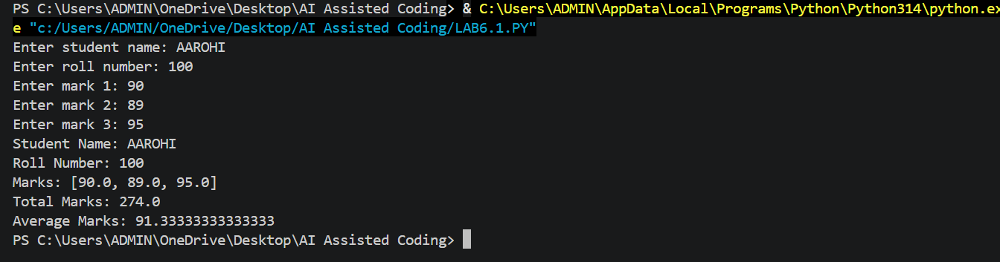 PS C:\Users\ADMIN\OneDrive\Desktop\AI Assisted Coding> & C:\Users\ADMIN\AppData\Local\Programs\Python\Python314\python.ex
e "c:/Users/ADMIN/OneDrive/Desktop/AI Assisted Coding/LAB6.1.PY"
Enter student name: AAROHI
Enter roll number: 100
Enter mark 1: 90
Enter mark 2: 89
Enter mark 3: 95
Student Name: AAROHI
Roll Number: 100
Marks: [90.0, 89.0, 95.0]
Total Marks: 274.0
Average Marks: 91.33333333333333
PS C:\Users\ADMIN\OneDrive\Desktop\AI Assisted Coding>